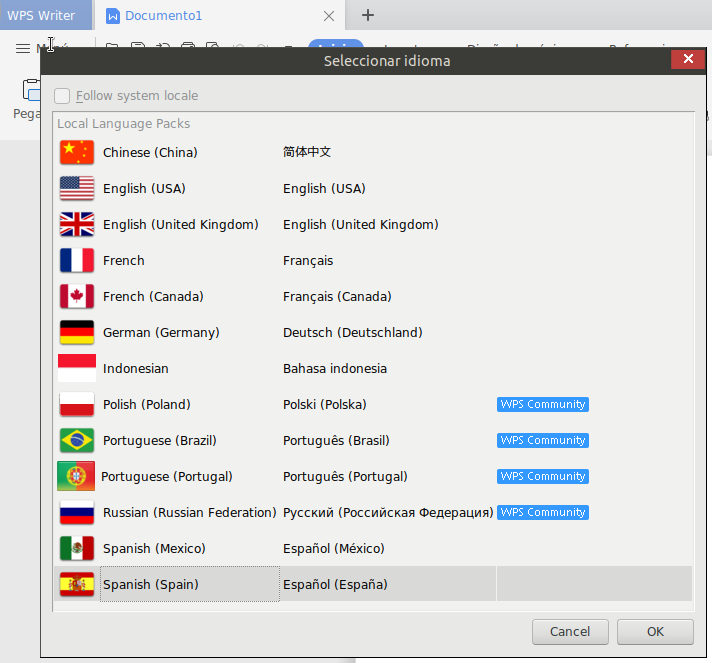 WPS Writer
Documento1
Seleccionar idioma
Follow system locale
Local Language Packs
Chinese (China) 简体中文
English (USA) English (USA)
English (United Kingdom) English (United Kingdom)
French Français
French (Canada) Français (Canada)
German (Germany) Deutsch (Deutschland)
Indonesian Bahasa indonesia
Polish (Poland) Polski (Polska) WPS Community
Portuguese (Brazil) Português (Brasil) WPS Community
Portuguese (Portugal) Português (Portugal) WPS Community
Russian (Russian Federation) Русский (Российская Федерация) WPS Community
Spanish (Mexico) Español (México)
Spanish (Spain) Español (España)
Cancel OK